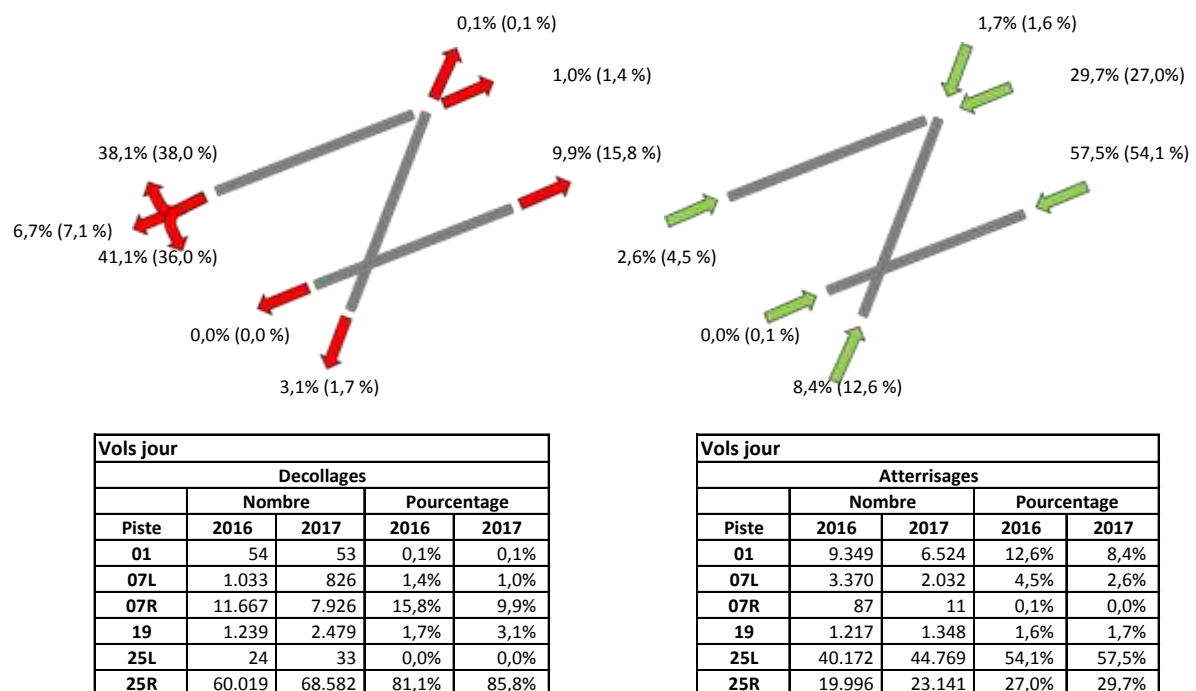 0,1% (0,1 %)
1,0% (1,4 %)
38,1% (38,0 %)
9,9% (15,8 %)
6,7% (7,1 %)
41,1% (36,0 %)
0,0% (0,0 %)
3,1% (1,7 %)
1,7% (1,6 %)
29,7% (27,0%)
57,5% (54,1 %)
2,6% (4,5 %)
0,0% (0,1 %)
8,4% (12,6 %)
Vols jour
Decollages
Nombre Pourcentage
Piste 2016 2017 2016 2017
01 54 53 0,1% 0,1%
07L 1.033 826 1,4% 1,0%
07R 11.667 7.926 15,8% 9,9%
19 1.239 2.479 1,7% 3,1%
25L 24 33 0,0% 0,0%
25R 60.019 68.582 81,1% 85,8%
Vols jour
Atterrisages
Nombre Pourcentage
Piste 2016 2017 2016 2017
01 9.349 6.524 12,6% 8,4%
07L 3.370 2.032 4,5% 2,6%
07R 87 11 0,1% 0,0%
19 1.217 1.348 1,6% 1,7%
25L 40.172 44.769 54,1% 57,5%
25R 19.996 23.141 27,0% 29,7%